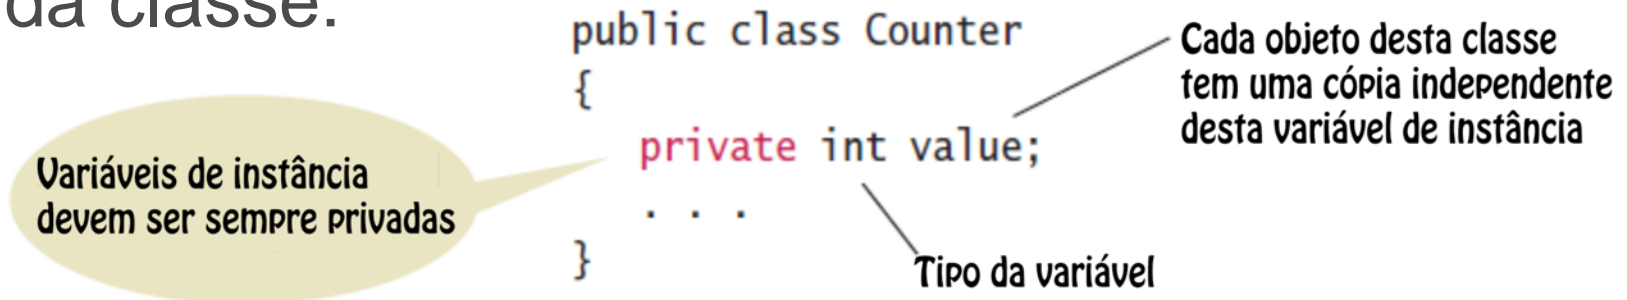 da classe.
public class Counter
{
private int value;
. . .
}
Cada objeto desta classe
tem uma cópia independente
desta variável de instância
Variáveis de instância
devem ser sempre privadas
Tipo da variável